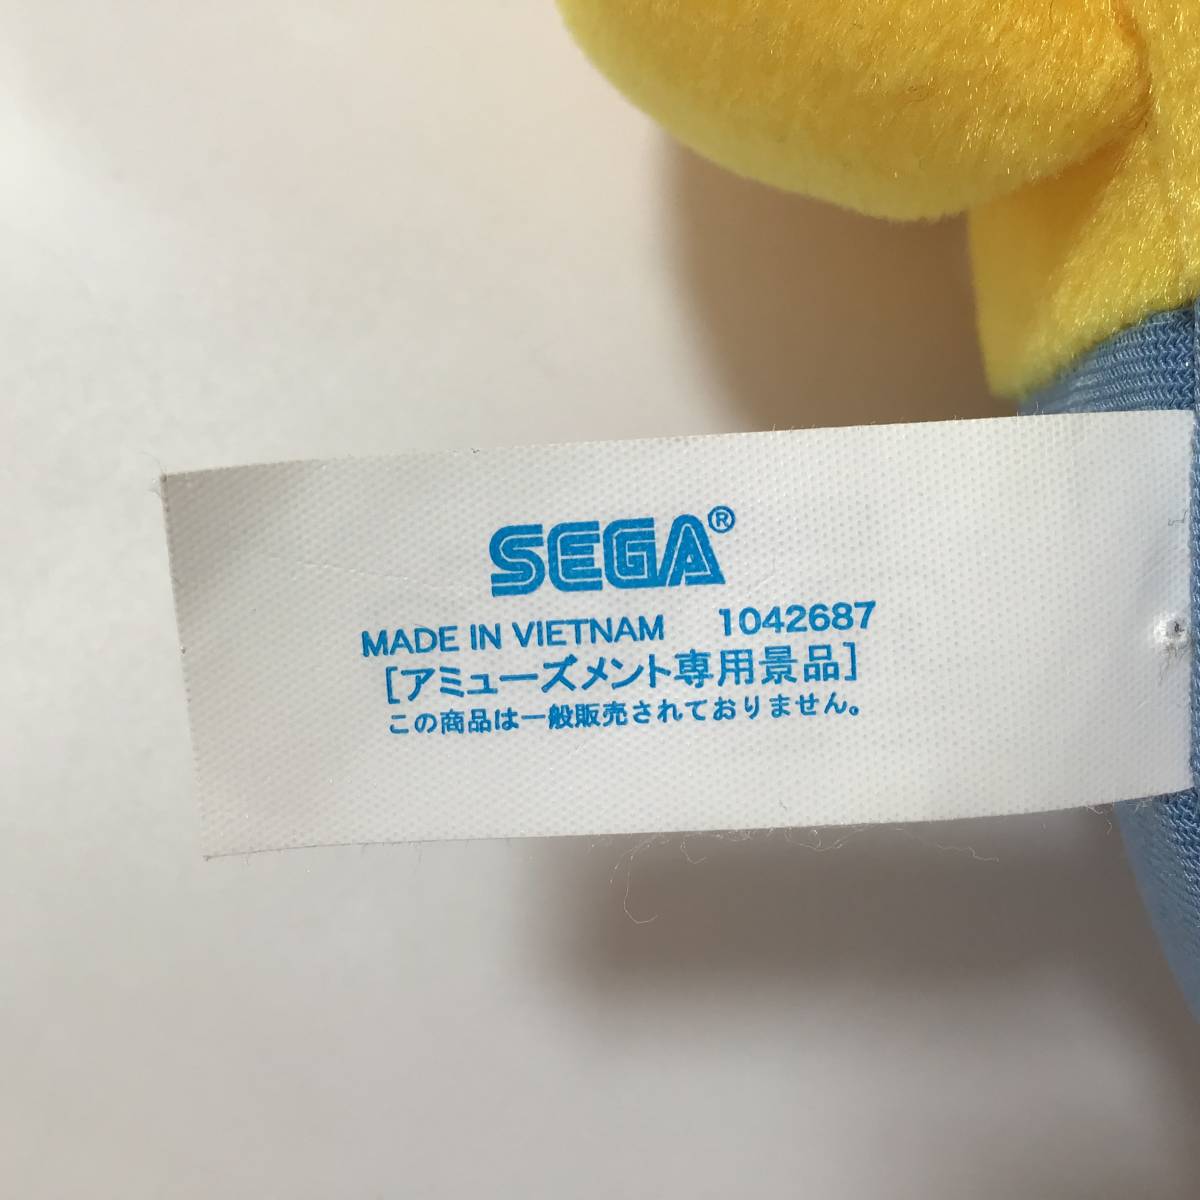 SEGA®
MADE IN VIETNAM 1042687
[アミューズメント専用景品]
この商品は一般販売されておりません。